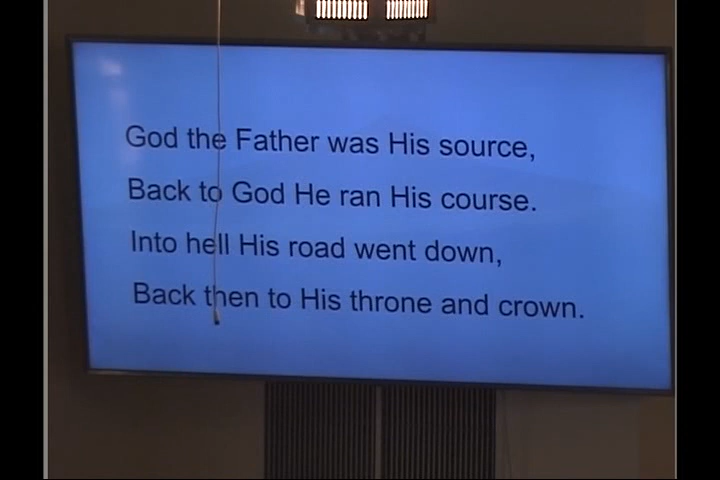 God the Father was His source,
Back to God He ran His course.
Into hell His road went down,
Back then to His throne and crown.